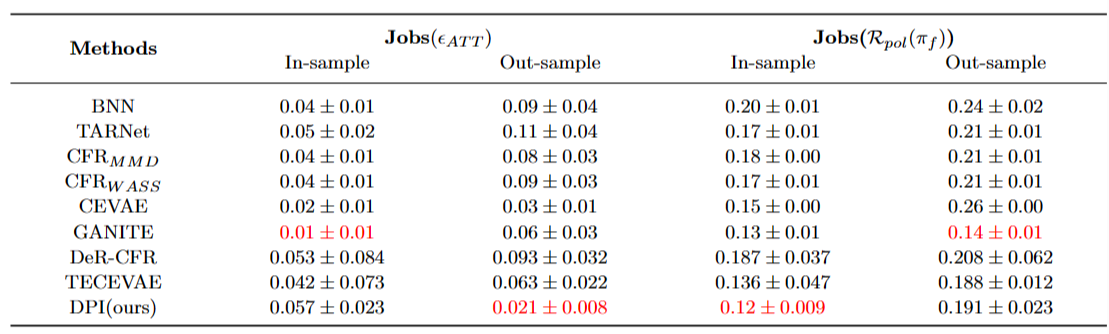 Methods Jobs(ϵ_ATT) Jobs(ℛ_pol(π_f))
In-sample Out-sample In-sample Out-sample
BNN 0.04 ± 0.01 0.09 ± 0.04 0.20 ± 0.01 0.24 ± 0.02
TARNet 0.05 ± 0.02 0.11 ± 0.04 0.17 ± 0.01 0.21 ± 0.01
CFR_MMD 0.04 ± 0.01 0.08 ± 0.03 0.18 ± 0.00 0.21 ± 0.01
CFR_WASS 0.04 ± 0.01 0.09 ± 0.03 0.17 ± 0.01 0.21 ± 0.01
CEVAE 0.02 ± 0.01 0.03 ± 0.01 0.15 ± 0.00 0.26 ± 0.00
GANITE 0.01 ± 0.01 0.06 ± 0.03 0.13 ± 0.01 0.14 ± 0.01
DeR-CFR 0.053 ± 0.084 0.093 ± 0.032 0.187 ± 0.037 0.208 ± 0.062
TECEVAE 0.042 ± 0.073 0.063 ± 0.022 0.136 ± 0.047 0.188 ± 0.012
DPI(ours) 0.057 ± 0.023 0.021 ± 0.008 0.12 ± 0.009 0.191 ± 0.023